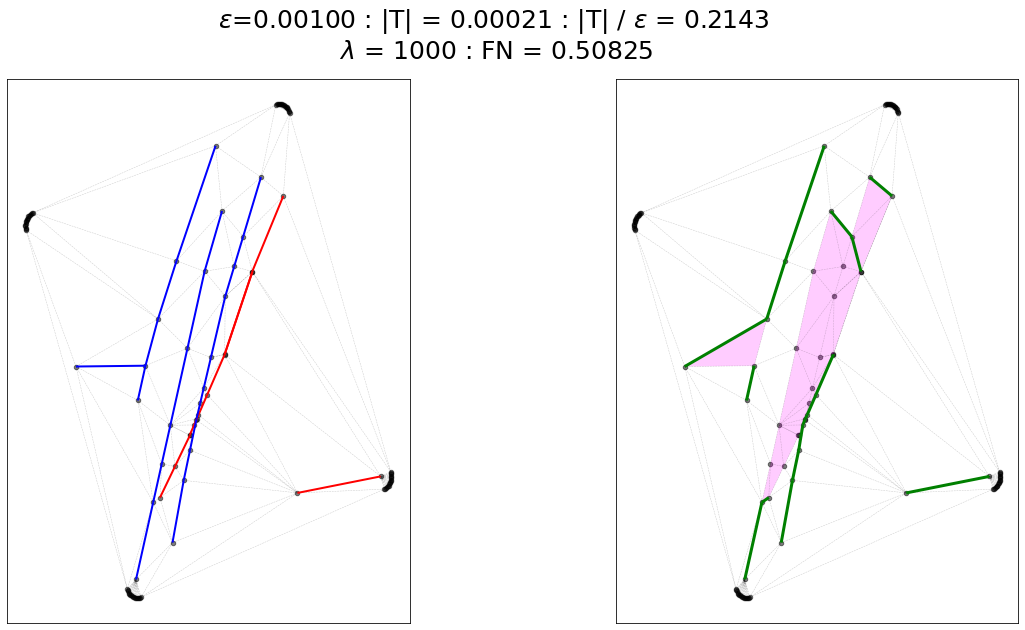 ε=0.00100 : |T| = 0.00021 : |T| / ε = 0.2143
λ = 1000 : FN = 0.50825